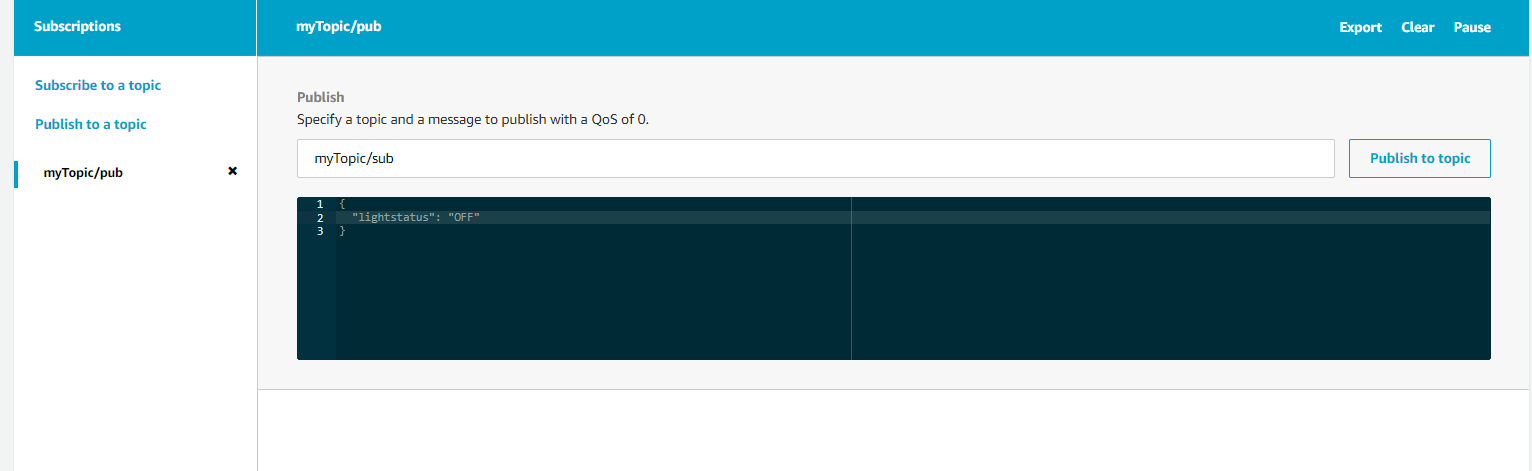 Subscriptions
myTopic/pub
Export Clear Pause
Subscribe to a topic
Publish to a topic
myTopic/pub ✖
Publish
Specify a topic and a message to publish with a QoS of 0.
myTopic/sub
Publish to topic
1 {
2 "lightstatus": "OFF"
3 }